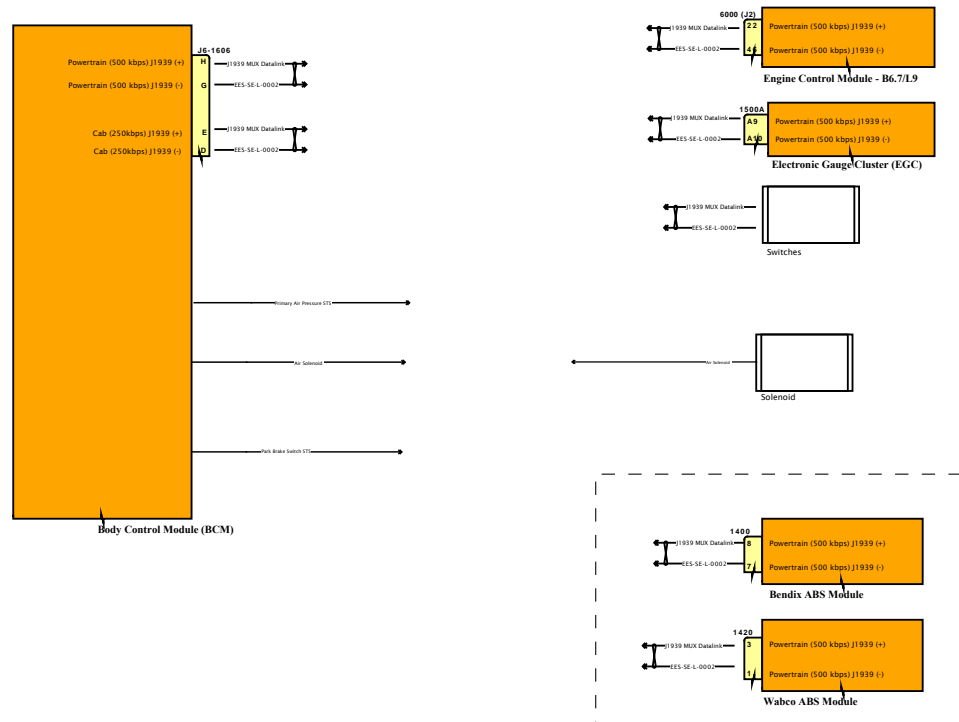 J6-1606
Powertrain (500 kbps) J1939 (+)
H
J1939 MUX Datalink
Powertrain (500 kbps) J1939 (-)
G
EES-SE-L-0002
Cab (250kbps) J1939 (+)
E
J1939 MUX Datalink
Cab (250kbps) J1939 (-)
D
EES-SE-L-0002
Primary Air Pressure STS
Air Solenoid
Park Brake Switch STS
Body Control Module (BCM)
6000 (J2)
J1939 MUX Datalink
22
Powertrain (500 kbps) J1939 (+)
EES-SE-L-0002
46
Powertrain (500 kbps) J1939 (-)
Engine Control Module - B6.7/L9
1500A
J1939 MUX Datalink
A9
Powertrain (500 kbps) J1939 (+)
EES-SE-L-0002
A10
Powertrain (500 kbps) J1939 (-)
Electronic Gauge Cluster (EGC)
J1939 MUX Datalink
EES-SE-L-0002
Switches
Air Solenoid
Solenoid
1400
J1939 MUX Datalink
8
Powertrain (500 kbps) J1939 (+)
EES-SE-L-0002
7
Powertrain (500 kbps) J1939 (-)
Bendix ABS Module
1420
J1939 MUX Datalink
3
Powertrain (500 kbps) J1939 (+)
EES-SE-L-0002
1
Powertrain (500 kbps) J1939 (-)
Wabco ABS Module